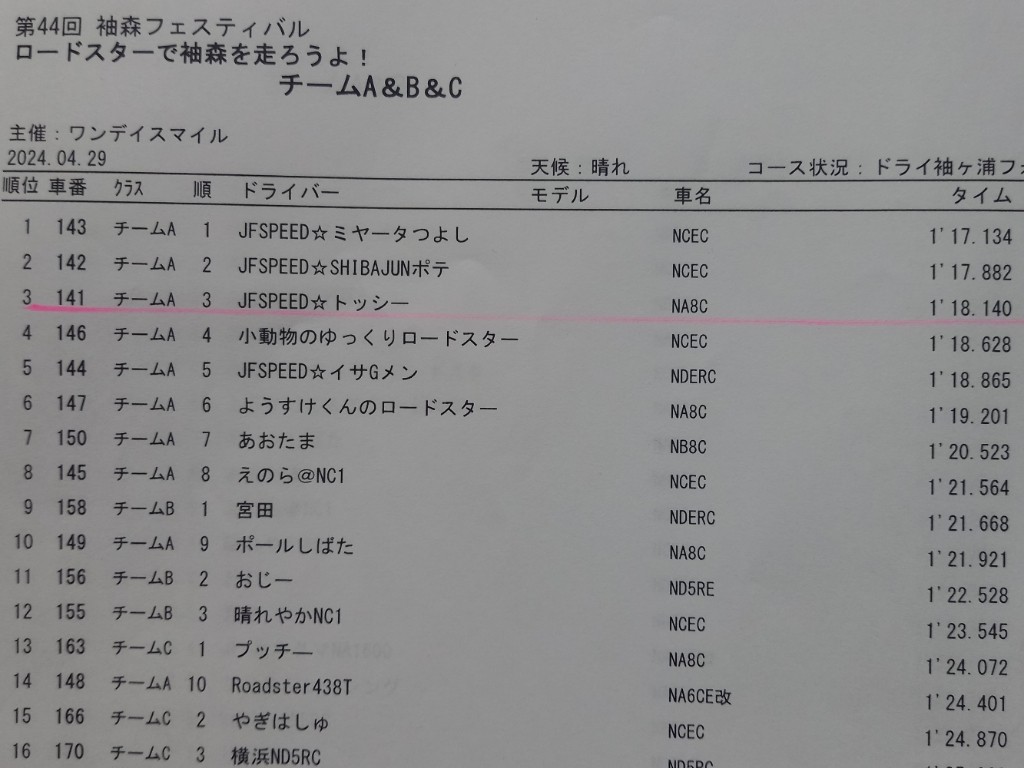 第44回 袖森フェスティバル
ロードスターで袖森を走ろうよ！
チームA＆B＆C
主催：ワンデイスマイル
2024.04.29 天候：晴れ コース状況：ドライ袖ヶ浦フォ
順位 車番 ｸﾗｽ 順 ドライバー モデル 車名 タイム
1 143 チームA 1 JFSPEED☆ミヤータつよし NCEC 1'17.134
2 142 チームA 2 JFSPEED☆SHIBAJUNポテ NCEC 1'17.882
3 141 チームA 3 JFSPEED☆トッシー NA8C 1'18.140
4 146 チームA 4 小動物のゆっくりロードスター NCEC 1'18.628
5 144 チームA 5 JFSPEED☆イサGメン NDERC 1'18.865
6 147 チームA 6 ようすけくんのロードスター NA8C 1'19.201
7 150 チームA 7 あおたま NB8C 1'20.523
8 145 チームA 8 えのら＠NC1 NCEC 1'21.564
9 158 チームB 1 宮田 NDERC 1'21.668
10 149 チームA 9 ポールしばた NA8C 1'21.921
11 156 チームB 2 おじー ND5RE 1'22.528
12 155 チームB 3 晴れやかNC1 NCEC 1'23.545
13 163 チームC 1 プッチー NA8C 1'24.072
14 148 チームA 10 Roadster438T NA6CE改 1'24.401
15 166 チームC 2 やぎはしゅ NCEC 1'24.870
16 170 チームC 3 横浜ND5RC ND5RC